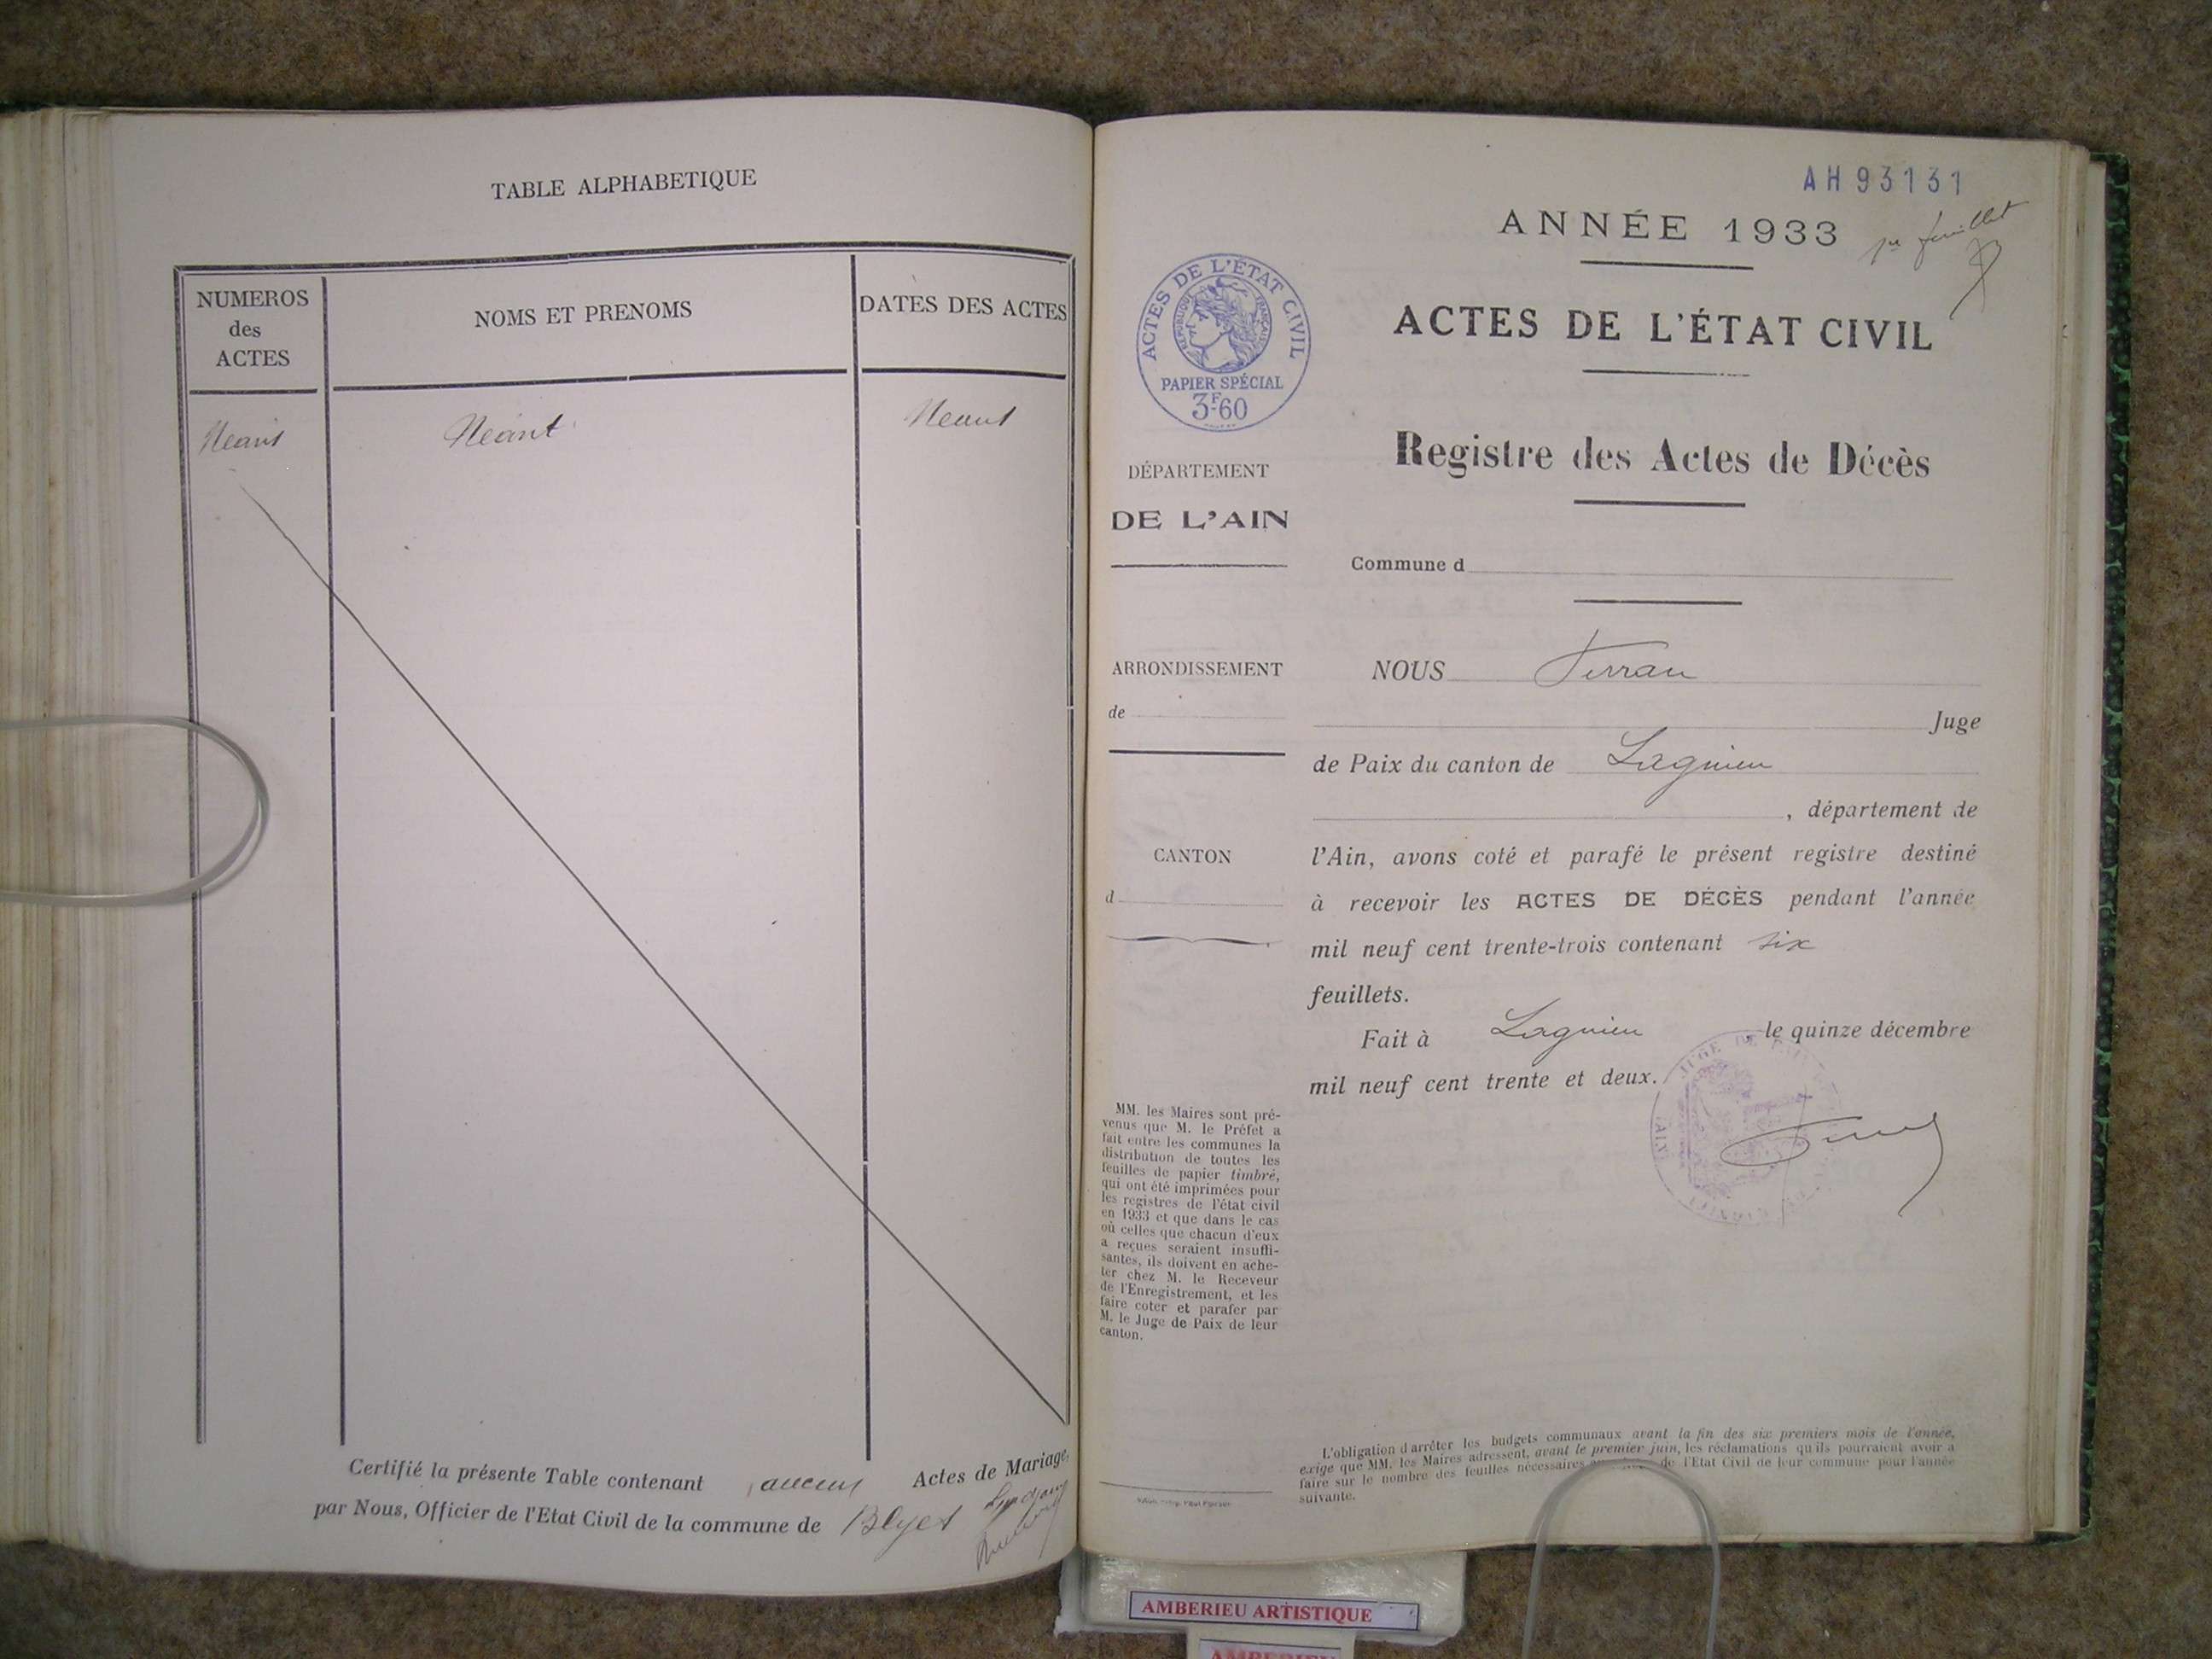 TABLE ALPHABETIQUE
NUMEROS
des
ACTES
NOMS ET PRENOMS
DATES DES ACTES
Néant
Néant
Néant
Certifié la présente Table contenant aucun Actes de Mariage,
par Nous, Officier de l'Etat Civil de la commune de Blyes
AH 93131
ANNÉE 1933
1er feuillet
ACTES DE L'ÉTAT CIVIL
RÉPUBLIQUE FRANÇAISE
PAPIER SPÉCIAL
3F60
ACTES DE L'ÉTAT CIVIL
Registre des Actes de Décès
DÉPARTEMENT
DE L'AIN
Commune d
ARRONDISSEMENT
de
CANTON
d
NOUS
Juge
de Paix du canton de Lagnieu
, département de
l'Ain, avons coté et parafé le présent registre destiné
à recevoir les ACTES DE DÉCÈS pendant l'année
mil neuf cent trente-trois contenant six
feuillets.
Fait à Lagnieu, le quinze décembre
mil neuf cent trente et deux.
MM. les Maires sont pré-
venus que M. le Préfet a
fait entre les communes la
distribution de toutes les
feuilles de papier timbré,
qui ont été imprimées pour
les registres de l'état civil
en 1933 et que dans le cas
où celles que chacun d'eux
a reçues seraient insuffi-
santes, ils doivent en ache-
ter chez M. le Receveur
de l'Enregistrement, et les
faire coter et parafer par
M. le Juge de Paix de leur
canton.
L'obligation d'arrêter les budgets communaux avant la fin des six premiers mois de l'année,
exige que MM. les Maires adressent, avant le premier juin, les réclamations qu'ils pourraient avoir à
faire sur le nombre des feuilles nécessaires de l'Etat Civil de leur commune pour l'année
suivante.
AMBERIEU ARTISTIQUE
AMBERIEU